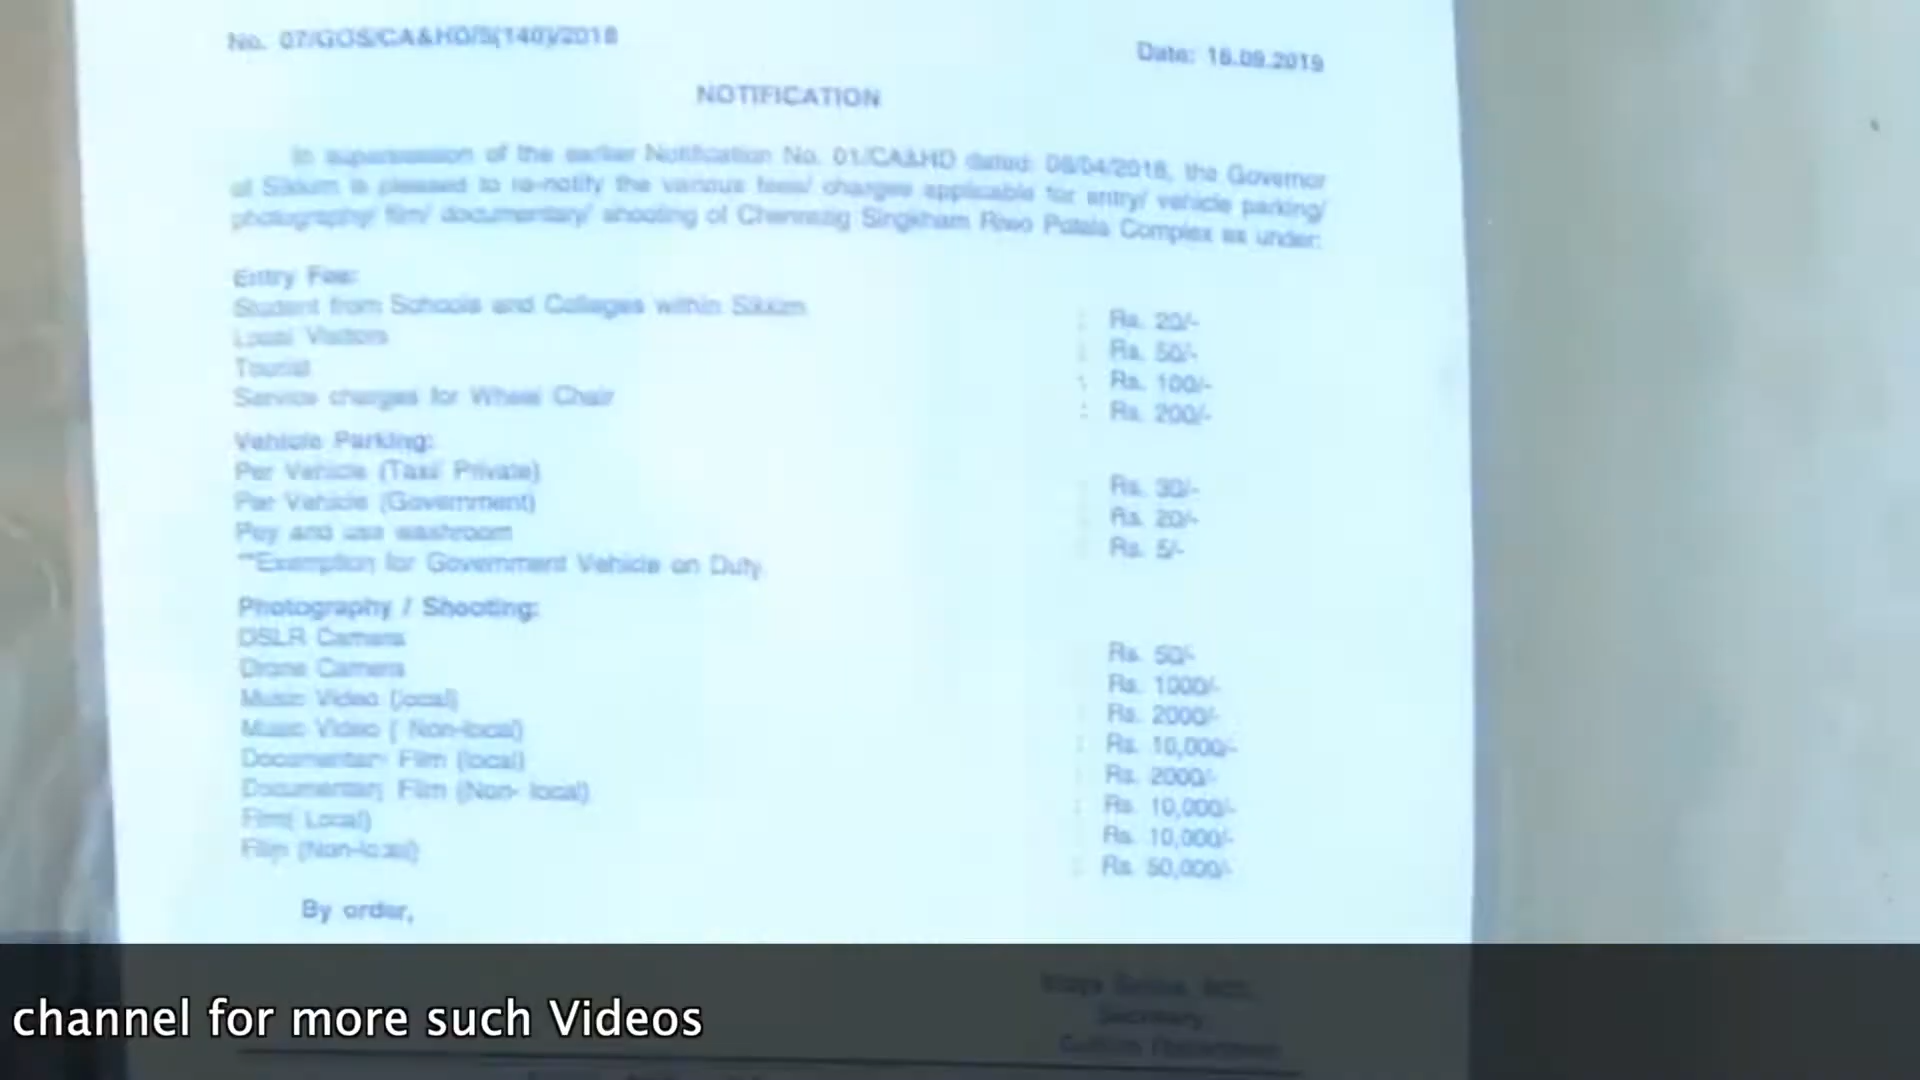 No. 07/GOS/CA&HD/S(140)/2018
Date: 16.09.2019
NOTIFICATION
In supersession of the earlier Notification No. 01/CA&HD dated: 06/04/2018, the Governor
of Sikkim is pleased to re-notify the various fees/ charges applicable for entry/ vehicle parking/
photography/ film/ documentary/ shooting of Chenrezig Singkham Riwo Potala Complex as under:
Entry Fee:
Student from Schools and Colleges within Sikkim : Rs. 20/-
Local Visitors : Rs. 50/-
Tourist : Rs. 100/-
Service charges for Wheel Chair : Rs. 200/-
Vehicle Parking:
Per Vehicle (Taxi/ Private) : Rs. 30/-
Per Vehicle (Government) : Rs. 20/-
Pay and use washroom : Rs. 5/-
**Exemption for Government Vehicle on Duty.
Photography / Shooting:
DSLR Camera : Rs. 50/-
Drone Camera : Rs. 1000/-
Music Video (local) : Rs. 2000/-
Music Video ( Non-local) : Rs. 10,000/-
Documentary Film (local) : Rs. 2000/-
Documentary Film (Non- local) : Rs. 10,000/-
Film( Local) : Rs. 10,000/-
Film (Non-local) : Rs. 50,000/-
By order,
Secretary
channel for more such Videos